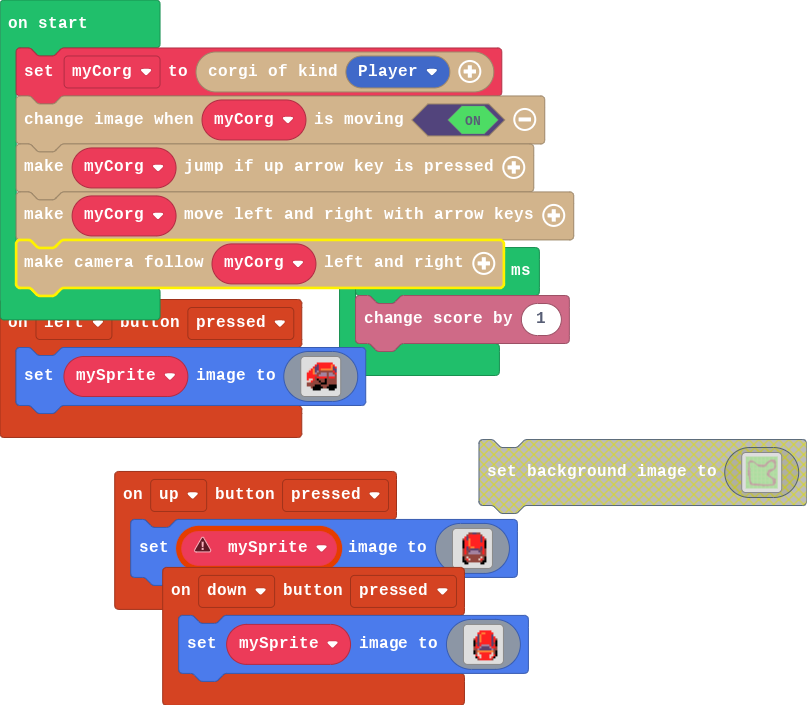 on start
set myCorg to corgi of kind Player
change image when myCorg is moving ON
make myCorg jump if up arrow key is pressed
make myCorg move left and right with arrow keys
make camera follow myCorg left and right
ms
change score by 1
on left button pressed
set mySprite image to
set background image to
on up button pressed
set mySprite image to
on down button pressed
set mySprite image to